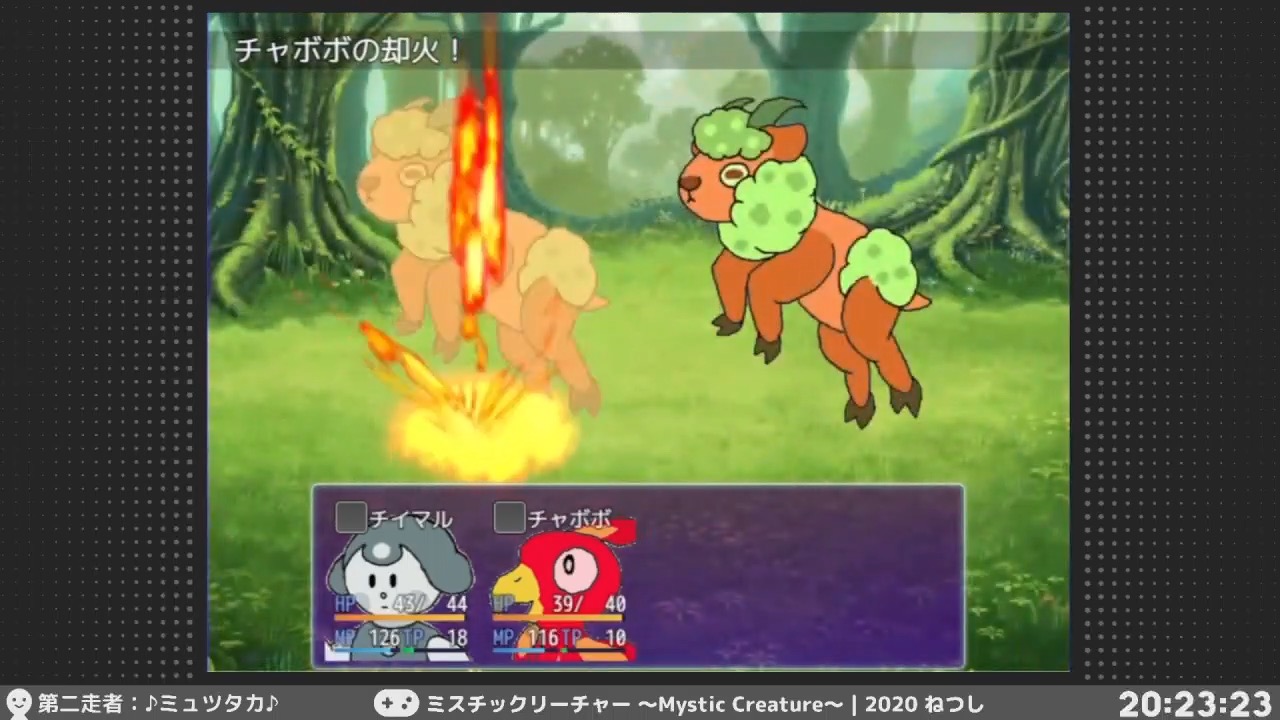 チャボボの却火！
チイマル
チャボボ
HP 43/ 44
HP 39/ 40
MP 126 TP 18
MP 116 TP 10
第二走者：♪ミュツタカ♪
ミスチックリーチャー ～Mystic Creature～ | 2020 ねつし
20:23:23